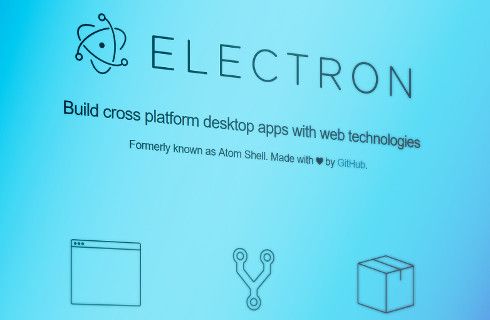 ELECTRON
Build cross platform desktop apps with web technologies
Formerly known as Atom Shell. Made with ♥ by GitHub.